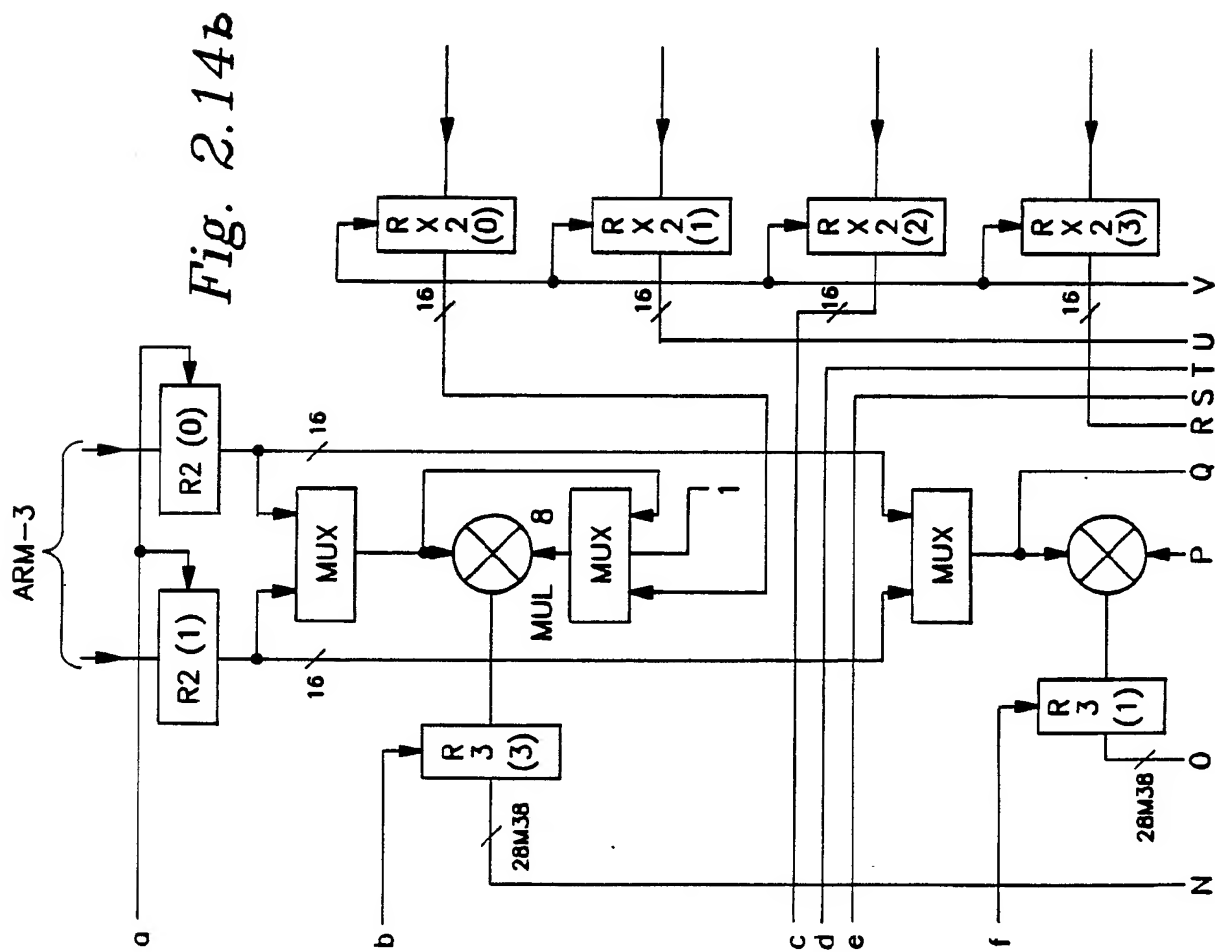 Fig. 2.14b
ARM-3
a
R2 (1)
R2 (0)
16
16
MUX
MUL 8
MUX
1
b
R 3 (3)
28M38
R X 2 (0)
16
R X 2 (1)
16
R X 2 (2)
16
R X 2 (3)
16
c
d
e
MUX
f
R 3 (1)
28M38
N
O
P
Q
R
S
T
U
V